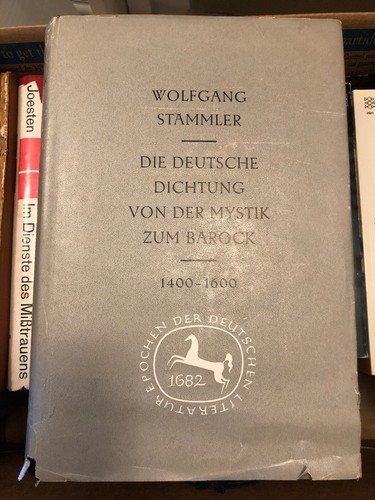 WOLFGANG
STAMMLER
DIE DEUTSCHE
DICHTUNG
VON DER MYSTIK
ZUM BAROCK
1400-1600
EPOCHEN DER DEUTSCHEN LITERATUR
1682
Joesten
Im Dienste des Mißtrauens